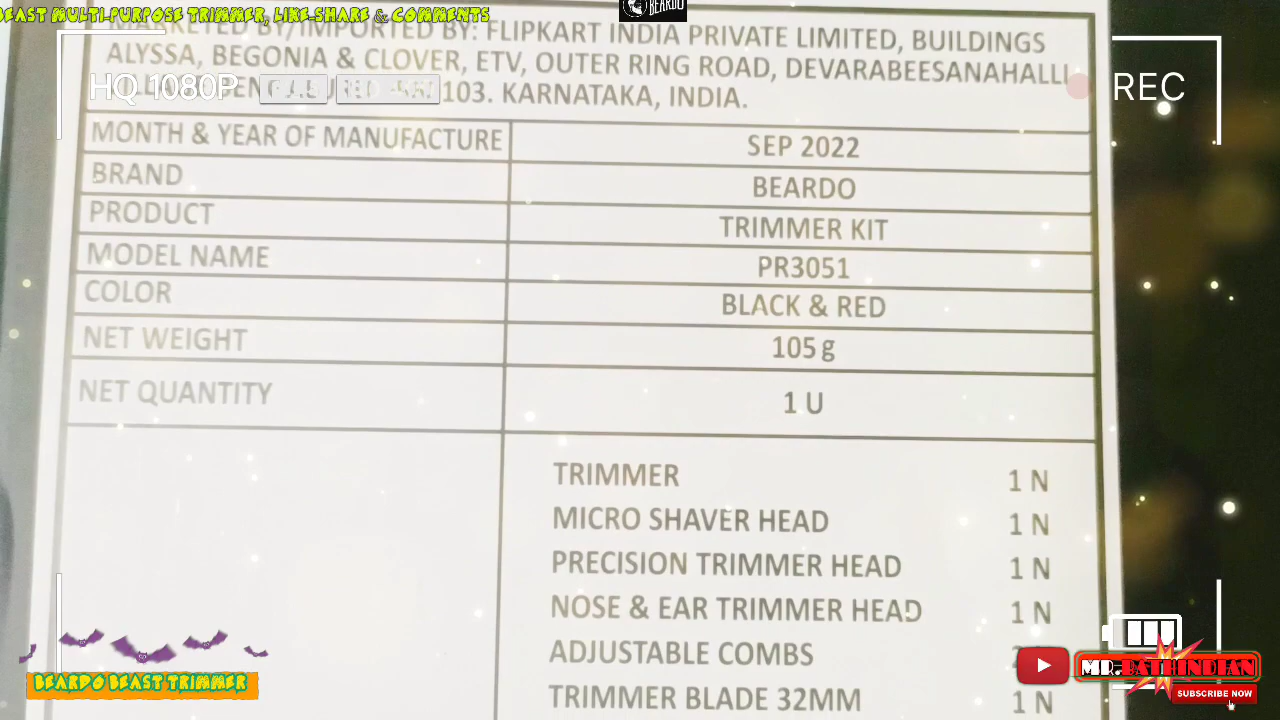 BEAST MULTI-PURPOSE TRIMMER, LIKE-SHARE & COMMENTS
BEARDO
MARKETED BY/IMPORTED BY: FLIPKART INDIA PRIVATE LIMITED, BUILDINGS
ALYSSA, BEGONIA & CLOVER, ETV, OUTER RING ROAD, DEVARABEESANAHALLI
103. KARNATAKA, INDIA.
HQ 1080P
REC
MONTH & YEAR OF MANUFACTURE SEP 2022
BRAND BEARDO
PRODUCT TRIMMER KIT
MODEL NAME PR3051
COLOR BLACK & RED
NET WEIGHT 105 g
NET QUANTITY 1 U
TRIMMER 1 N
MICRO SHAVER HEAD 1 N
PRECISION TRIMMER HEAD 1 N
NOSE & EAR TRIMMER HEAD 1 N
ADJUSTABLE COMBS
TRIMMER BLADE 32MM 1 N
BEARDO BEAST TRIMMER
MR. PATHINDIAN
SUBSCRIBE NOW